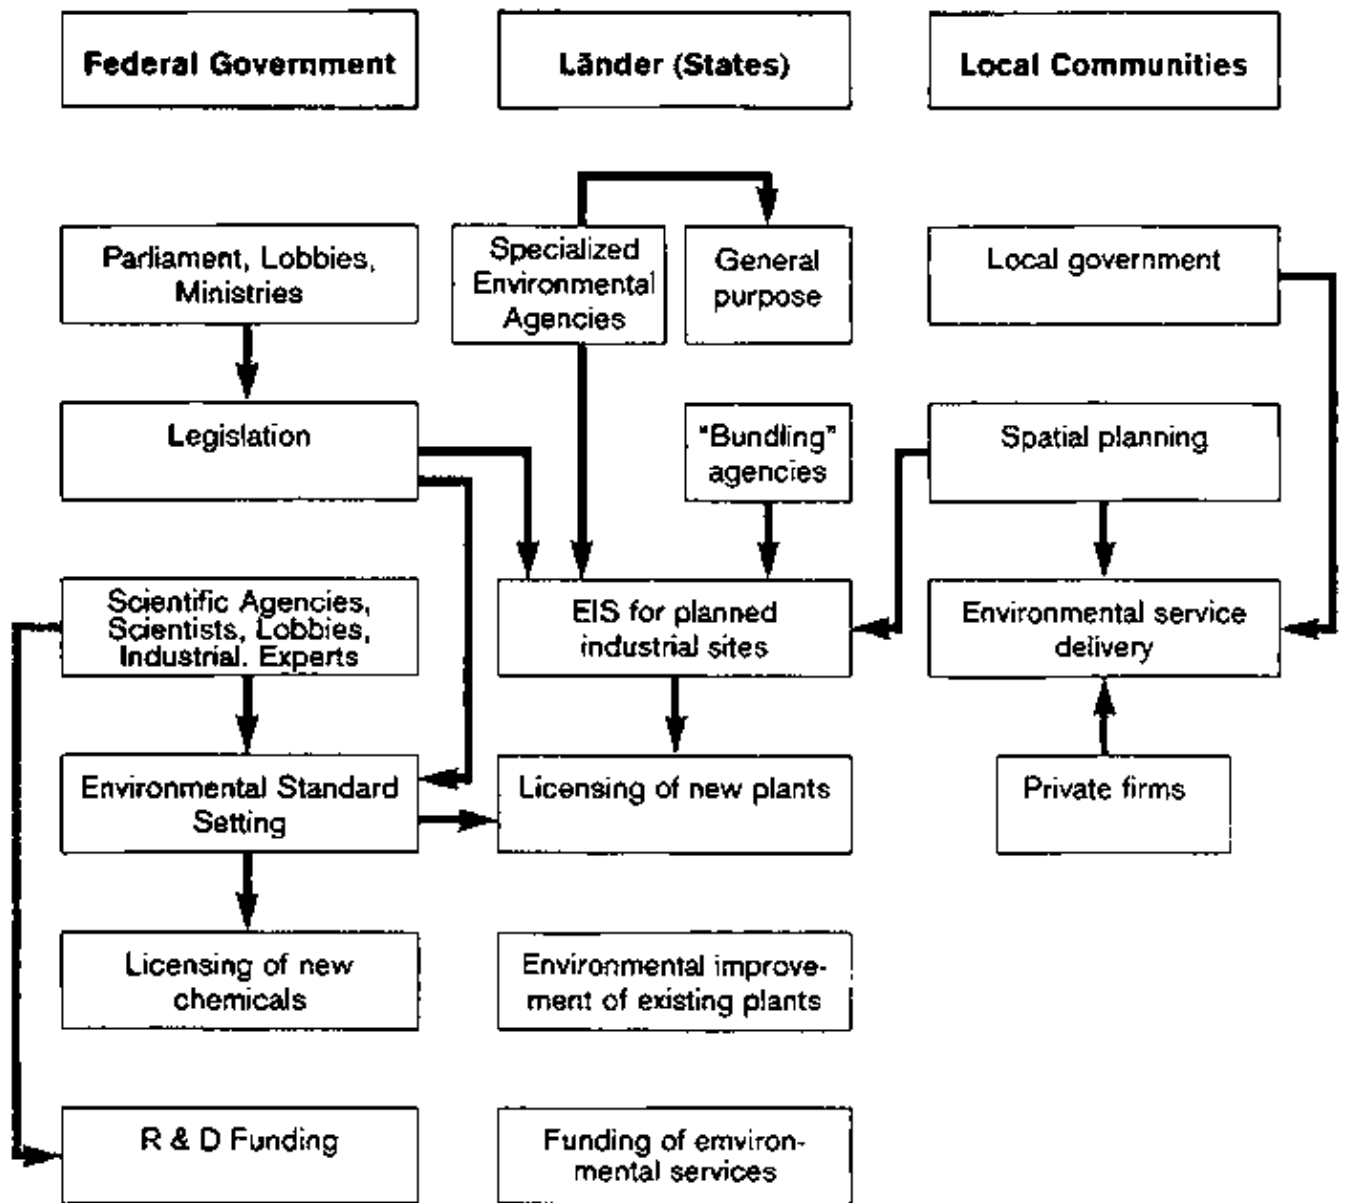 Federal Government
Länder (States)
Local Communities
Parliament, Lobbies,
Ministries
Specialized
Environmental
Agencies
General
purpose
Local government
Legislation
"Bundling"
agencies
Spatial planning
Scientific Agencies,
Scientists, Lobbies,
Industrial. Experts
EIS for planned
industrial sites
Environmental service
delivery
Environmental Standard
Setting
Licensing of new plants
Private firms
Licensing of new
chemicals
Environmental improve-
ment of existing plants
R & D Funding
Funding of emviron-
mental services